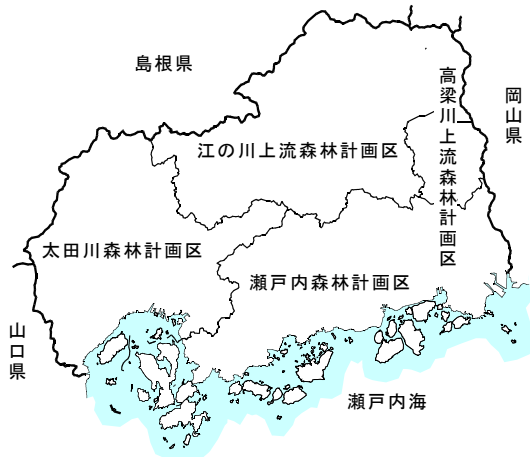 島根県
岡山県
高梁川上流森林計画区
江の川上流森林計画区
太田川森林計画区
瀬戸内森林計画区
山口県
瀬戸内海